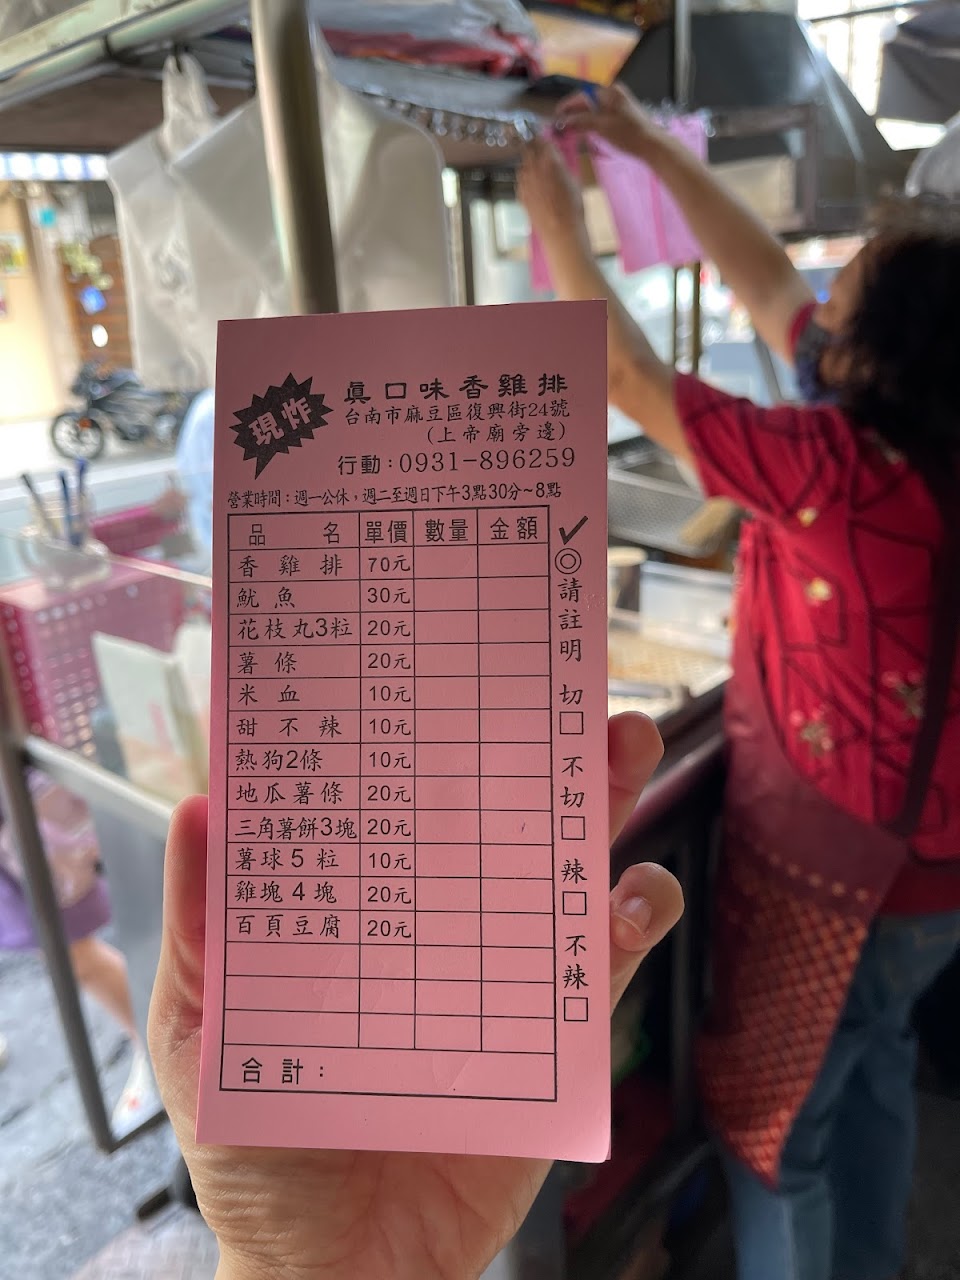 現炸
眞口味香雞排
台南市麻豆區復興街24號
（上帝廟旁邊）
行動：0931-896259
營業時間：週一公休，週二至週日下午3點30分~8點
品名 單價 數量 金額
香雞排 70元
魷魚 30元
花枝丸3粒 20元
薯條 20元
米血 10元
甜不辣 10元
熱狗2條 10元
地瓜薯條 20元
三角薯餅3塊 20元
薯球5粒 10元
雞塊4塊 20元
百頁豆腐 20元
合計：
✓◎請註明
切□
不切□
辣□
不辣□